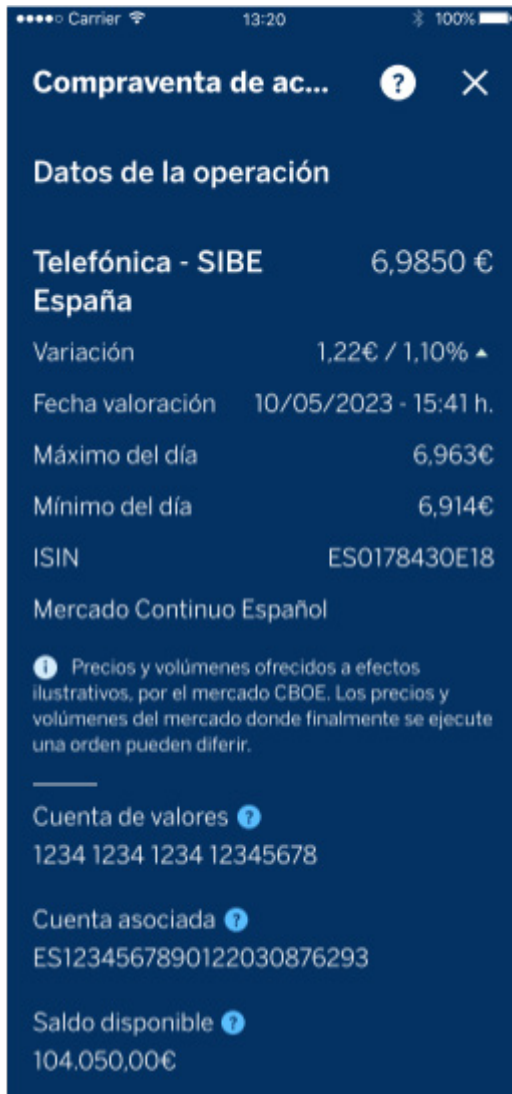 Carrier 13:20 100%
Compraventa de ac... ? ×
Datos de la operación
Telefónica - SIBE 6,9850 €
España
Variación 1,22€ / 1,10%
Fecha valoración 10/05/2023 - 15:41 h.
Máximo del día 6,963€
Mínimo del día 6,914€
ISIN ES0178430E18
Mercado Continuo Español
i Precios y volúmenes ofrecidos a efectos
ilustrativos, por el mercado CBOE. Los precios y
volúmenes del mercado donde finalmente se ejecute
una orden pueden diferir.
Cuenta de valores ?
1234 1234 1234 12345678
Cuenta asociada ?
ES1234567890122030876293
Saldo disponible ?
104.050,00€